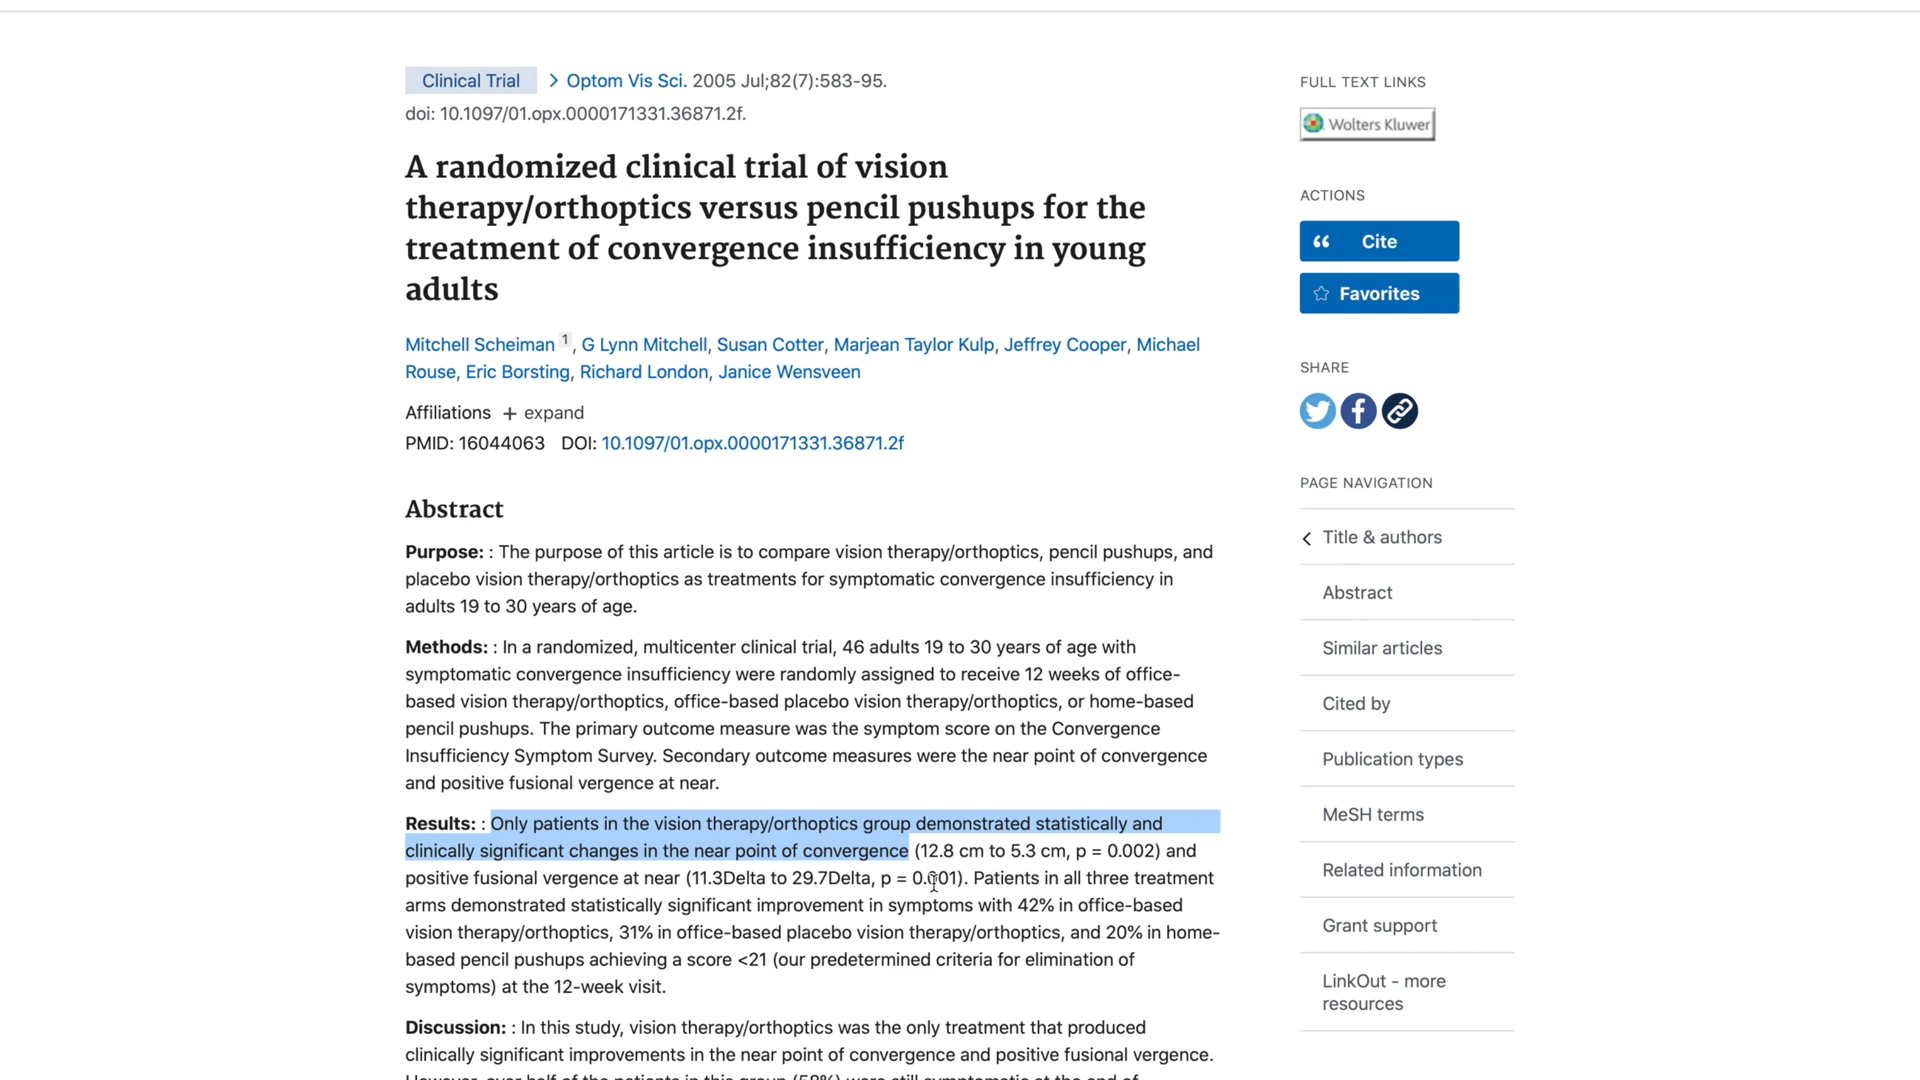 Clinical Trial > Optom Vis Sci. 2005 Jul;82(7):583-95.
doi: 10.1097/01.opx.0000171331.36871.2f.
A randomized clinical trial of vision
therapy/orthoptics versus pencil pushups for the
treatment of convergence insufficiency in young
adults
Mitchell Scheiman 1, G Lynn Mitchell, Susan Cotter, Marjean Taylor Kulp, Jeffrey Cooper, Michael
Rouse, Eric Borsting, Richard London, Janice Wensveen
Affiliations + expand
PMID: 16044063 DOI: 10.1097/01.opx.0000171331.36871.2f
Abstract
Purpose: : The purpose of this article is to compare vision therapy/orthoptics, pencil pushups, and
placebo vision therapy/orthoptics as treatments for symptomatic convergence insufficiency in
adults 19 to 30 years of age.
Methods: : In a randomized, multicenter clinical trial, 46 adults 19 to 30 years of age with
symptomatic convergence insufficiency were randomly assigned to receive 12 weeks of office-
based vision therapy/orthoptics, office-based placebo vision therapy/orthoptics, or home-based
pencil pushups. The primary outcome measure was the symptom score on the Convergence
Insufficiency Symptom Survey. Secondary outcome measures were the near point of convergence
and positive fusional vergence at near.
Results: : Only patients in the vision therapy/orthoptics group demonstrated statistically and
clinically significant changes in the near point of convergence (12.8 cm to 5.3 cm, p = 0.002) and
positive fusional vergence at near (11.3Delta to 29.7Delta, p = 0.001). Patients in all three treatment
arms demonstrated statistically significant improvement in symptoms with 42% in office-based
vision therapy/orthoptics, 31% in office-based placebo vision therapy/orthoptics, and 20% in home-
based pencil pushups achieving a score <21 (our predetermined criteria for elimination of
symptoms) at the 12-week visit.
Discussion: : In this study, vision therapy/orthoptics was the only treatment that produced
clinically significant improvements in the near point of convergence and positive fusional vergence.
However, over half of the patients in this group (58%) were still symptomatic at the end of
FULL TEXT LINKS
Wolters Kluwer
ACTIONS
Cite
Favorites
SHARE
PAGE NAVIGATION
Title & authors
Abstract
Similar articles
Cited by
Publication types
MeSH terms
Related information
Grant support
LinkOut - more
resources